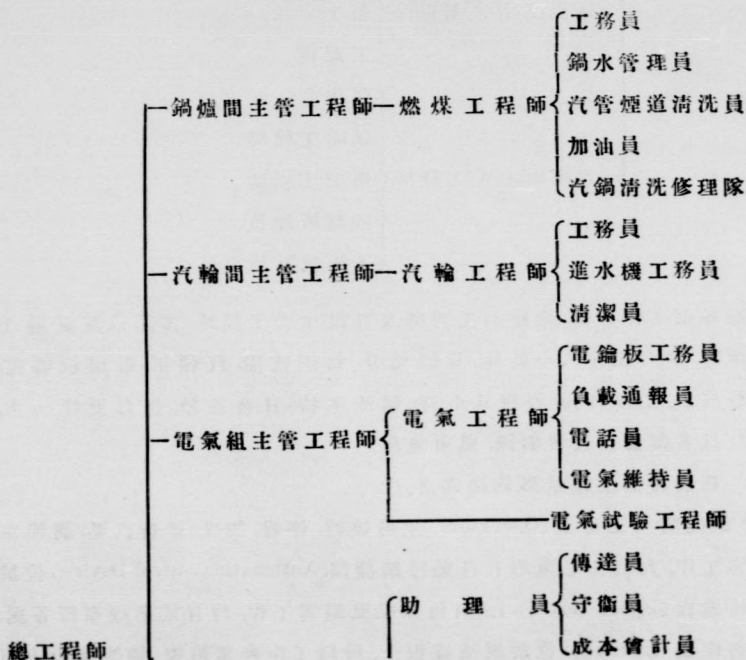 工務員
鍋水管理員
鍋爐間主管工程師 燃煤工程師 汽管煙道清洗員
加油員
汽鍋清洗修理隊
工務員
汽輪間主管工程師 汽輪工程師 進水機工務員
清潔員
電鑰板工務員
電氣工程師 負載通報員
電氣組主管工程師 電話員
電氣維持員
電氣試驗工程師
傳達員
助理員 守衛員
總工程師 成本會計員